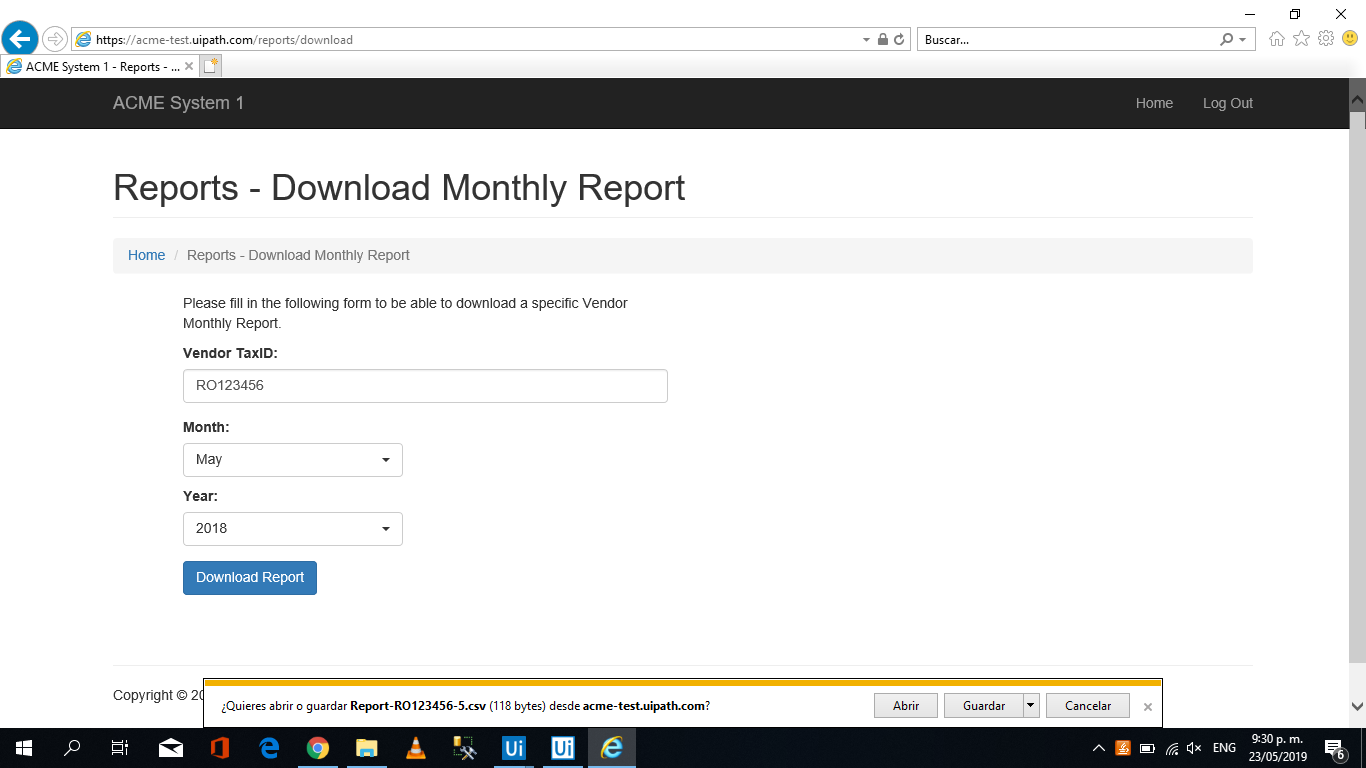 https://acme-test.uipath.com/reports/download
Buscar...
ACME System 1 - Reports - ...
ACME System 1
Home
Log Out
Reports - Download Monthly Report
Home / Reports - Download Monthly Report
Please fill in the following form to be able to download a specific Vendor
Monthly Report.
Vendor TaxID:
RO123456
Month:
May
Year:
2018
Download Report
Copyright © 20
¿Quieres abrir o guardar Report-RO123456-5.csv (118 bytes) desde acme-test.uipath.com?
Abrir
Guardar
Cancelar
Ui
Ui
ENG
9:30 p. m.
23/05/2019
6